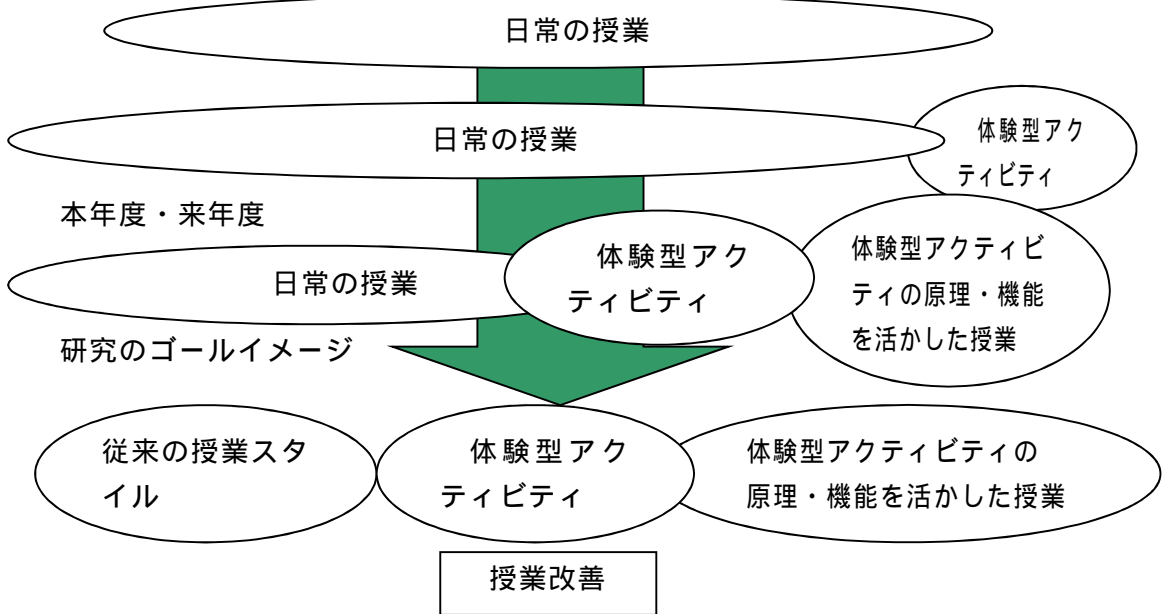 日常の授業
日常の授業
体験型アク
ティビティ
本年度・来年度
日常の授業
体験型アク
ティビティ
体験型アクティビ
ティの原理・機能
を活かした授業
研究のゴールイメージ
従来の授業スタ
イル
体験型アク
ティビティ
体験型アクティビティの
原理・機能を活かした授業
授業改善